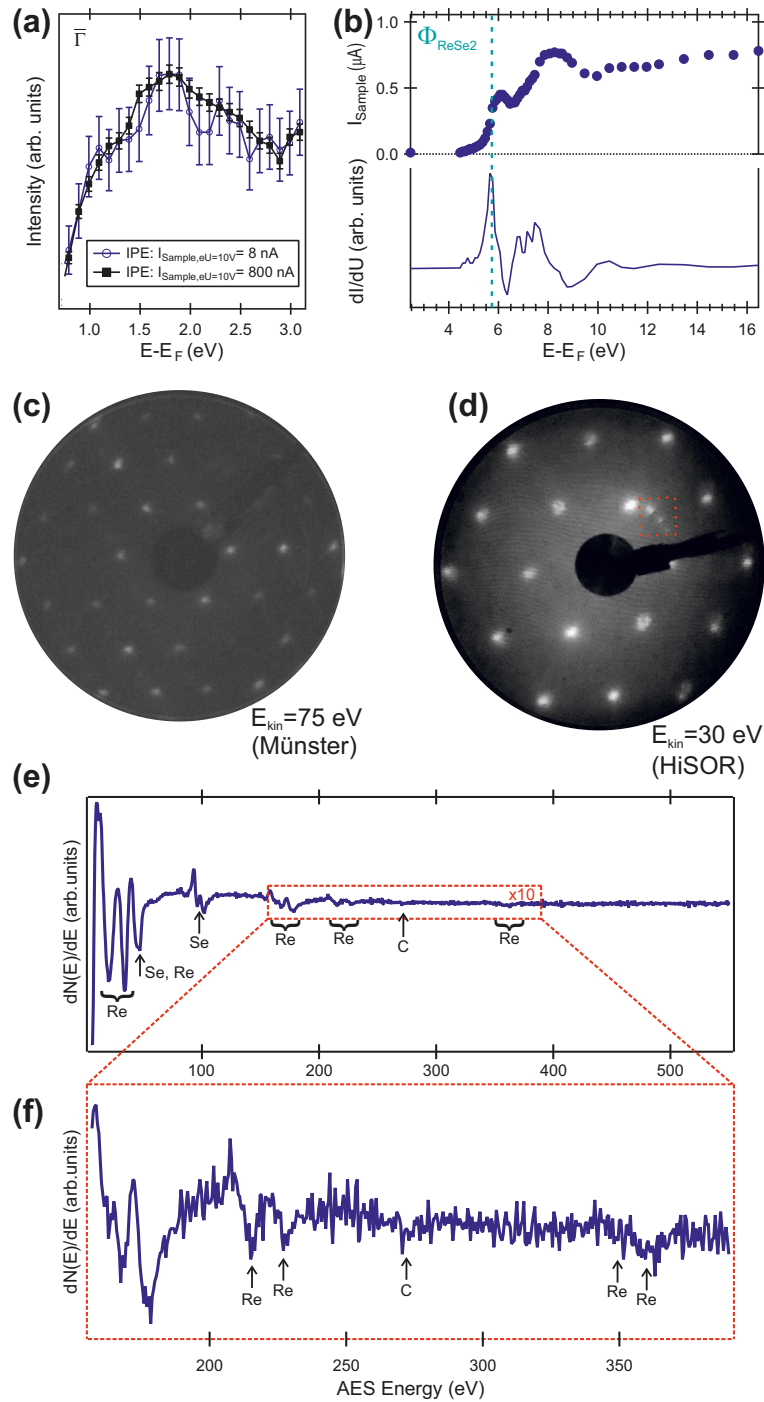 (a)
Γ̅
Intensity (arb. units)
IPE: I_Sample,eU=10V= 8 nA
IPE: I_Sample,eU=10V= 800 nA
1.0 1.5 2.0 2.5 3.0
E-E_F (eV)
(b)
Φ_ReSe2
I_Sample (µA)
1.0
0.5
0.0
dI/dU (arb. units)
4 6 8 10 12 14 16
E-E_F (eV)
(c)
E_kin=75 eV
(Münster)
(d)
E_kin=30 eV
(HiSOR)
(e)
dN(E)/dE (arb.units)
x10
Se
Re
Re
C
Re
Se, Re
Re
100 200 300 400 500
(f)
dN(E)/dE (arb.units)
Re
Re
C
Re
Re
200 250 300 350
AES Energy (eV)